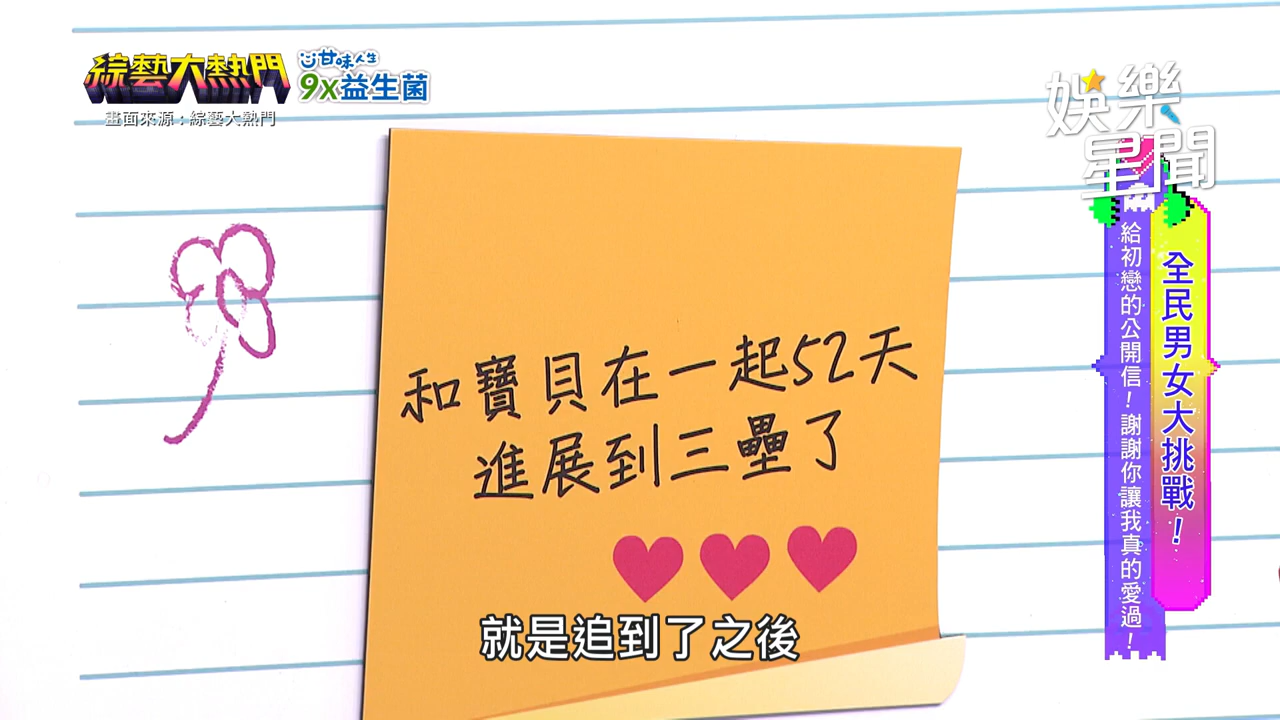 綜藝大熱門
甘味人生
9x益生菌
畫面來源：綜藝大熱門
娛樂
星聞
全民男女大挑戰！
給初戀的公開信！謝謝你讓我真的愛過！
和寶貝在一起52天
進展到三壘了
就是追到了之後